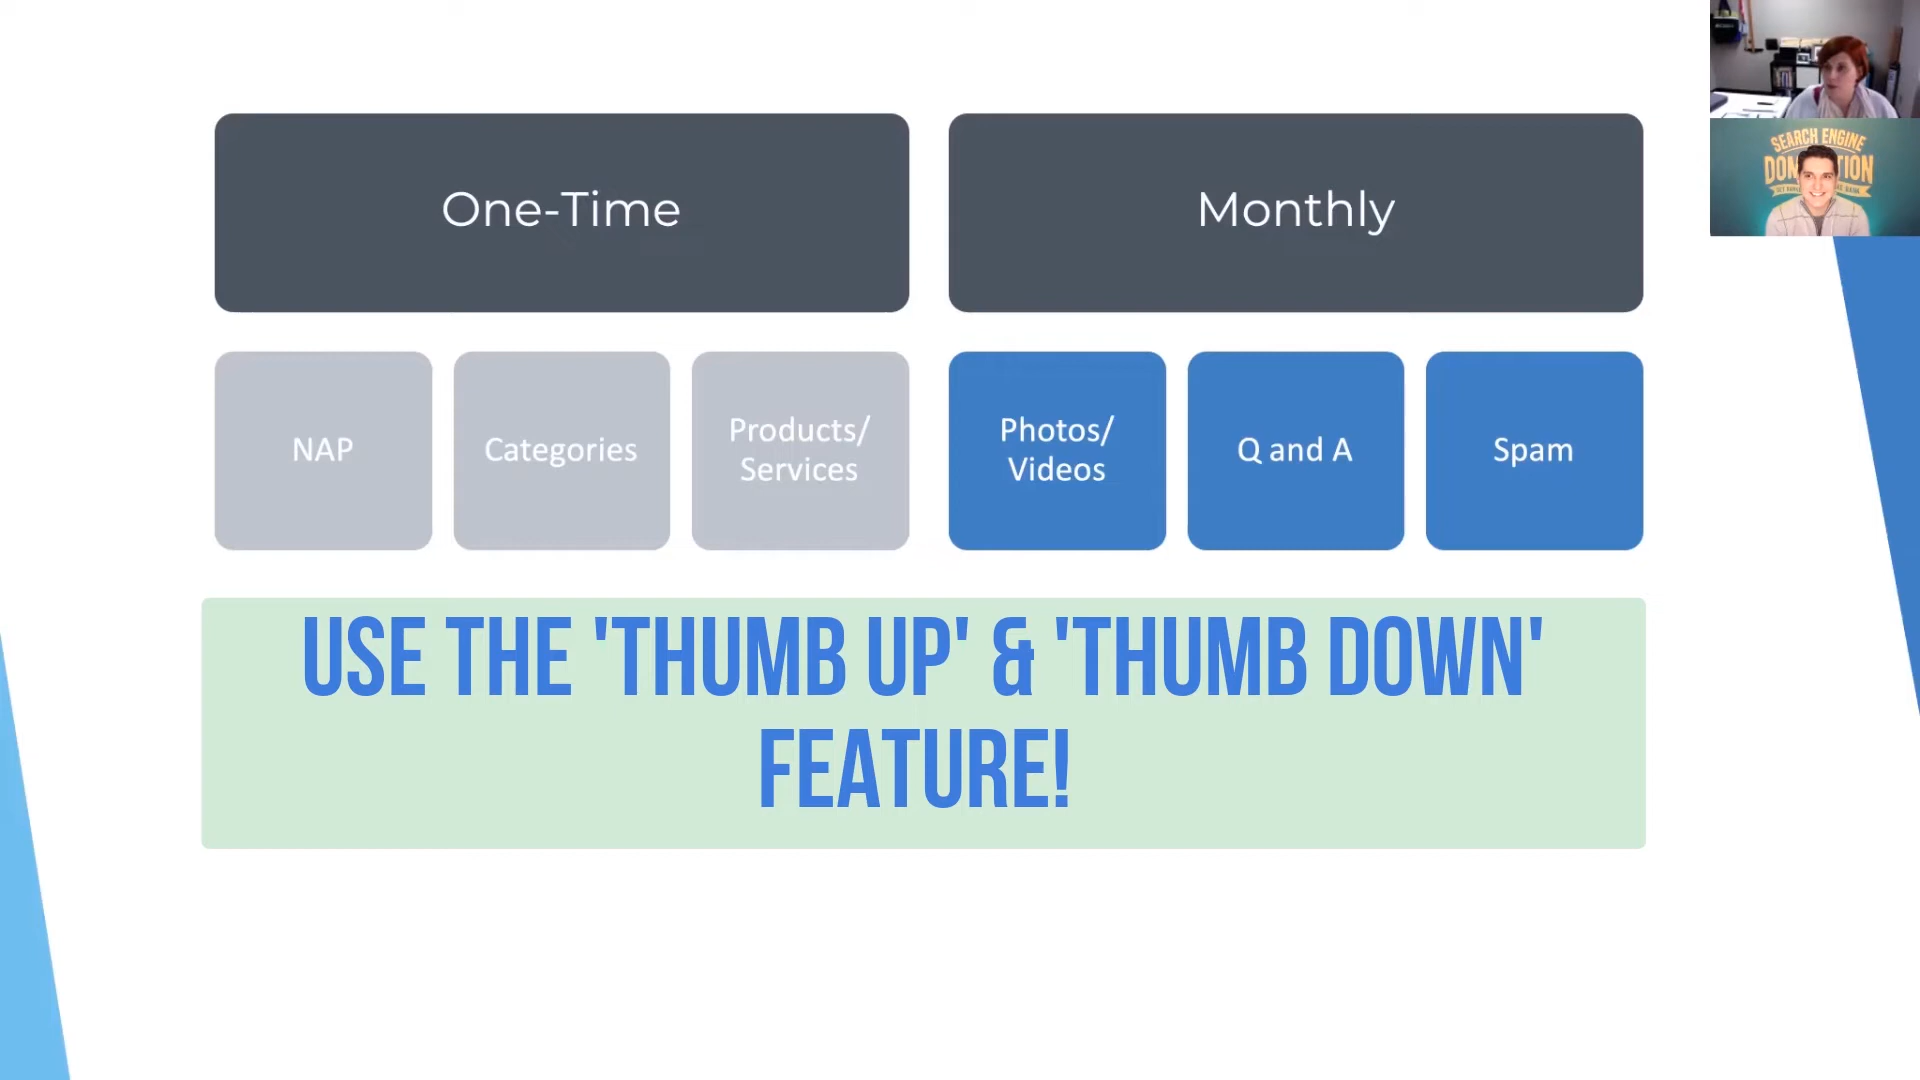 One-Time
Monthly
NAP
Categories
Products/
Services
Photos/
Videos
Q and A
Spam
USE THE 'THUMB UP' & 'THUMB DOWN'
FEATURE!
SEARCH ENGINE